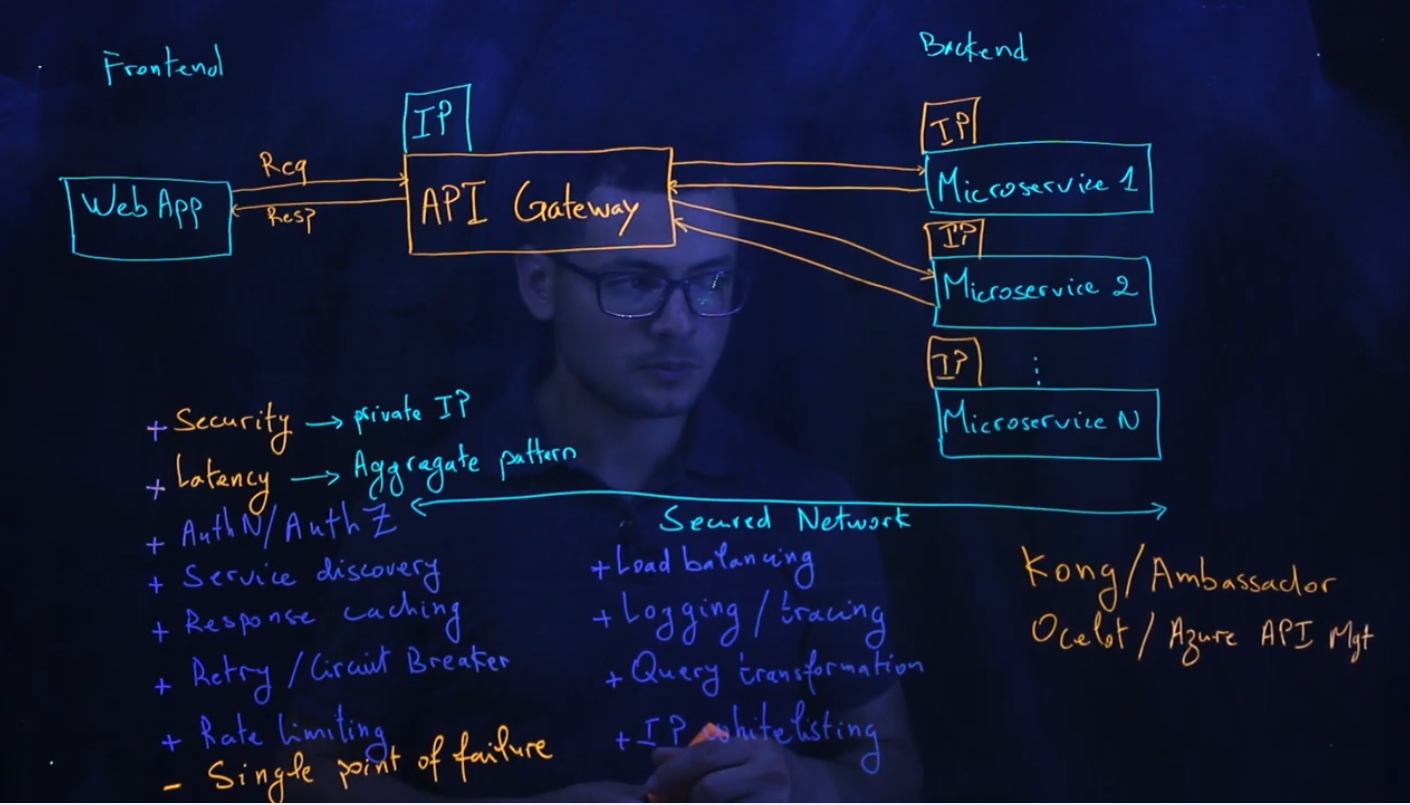 Frontend
Backend
IP
IP
Web App
Req
Resp
API Gateway
Microservice 1
IP
Microservice 2
IP
⋮
Microservice N
+ Security → private IP
+ Latency → Aggragate pattern
+ AuthN/AuthZ
Secured Network
+ Service discovery
+ Response caching
+ Retry / Circuit Breaker
+ Rate limiting
- Single point of failure
+ Load balancing
+ Logging / tracing
+ Query transformation
+ IP whitelisting
Kong/Ambassador
Ocelot/Azure API Mgt